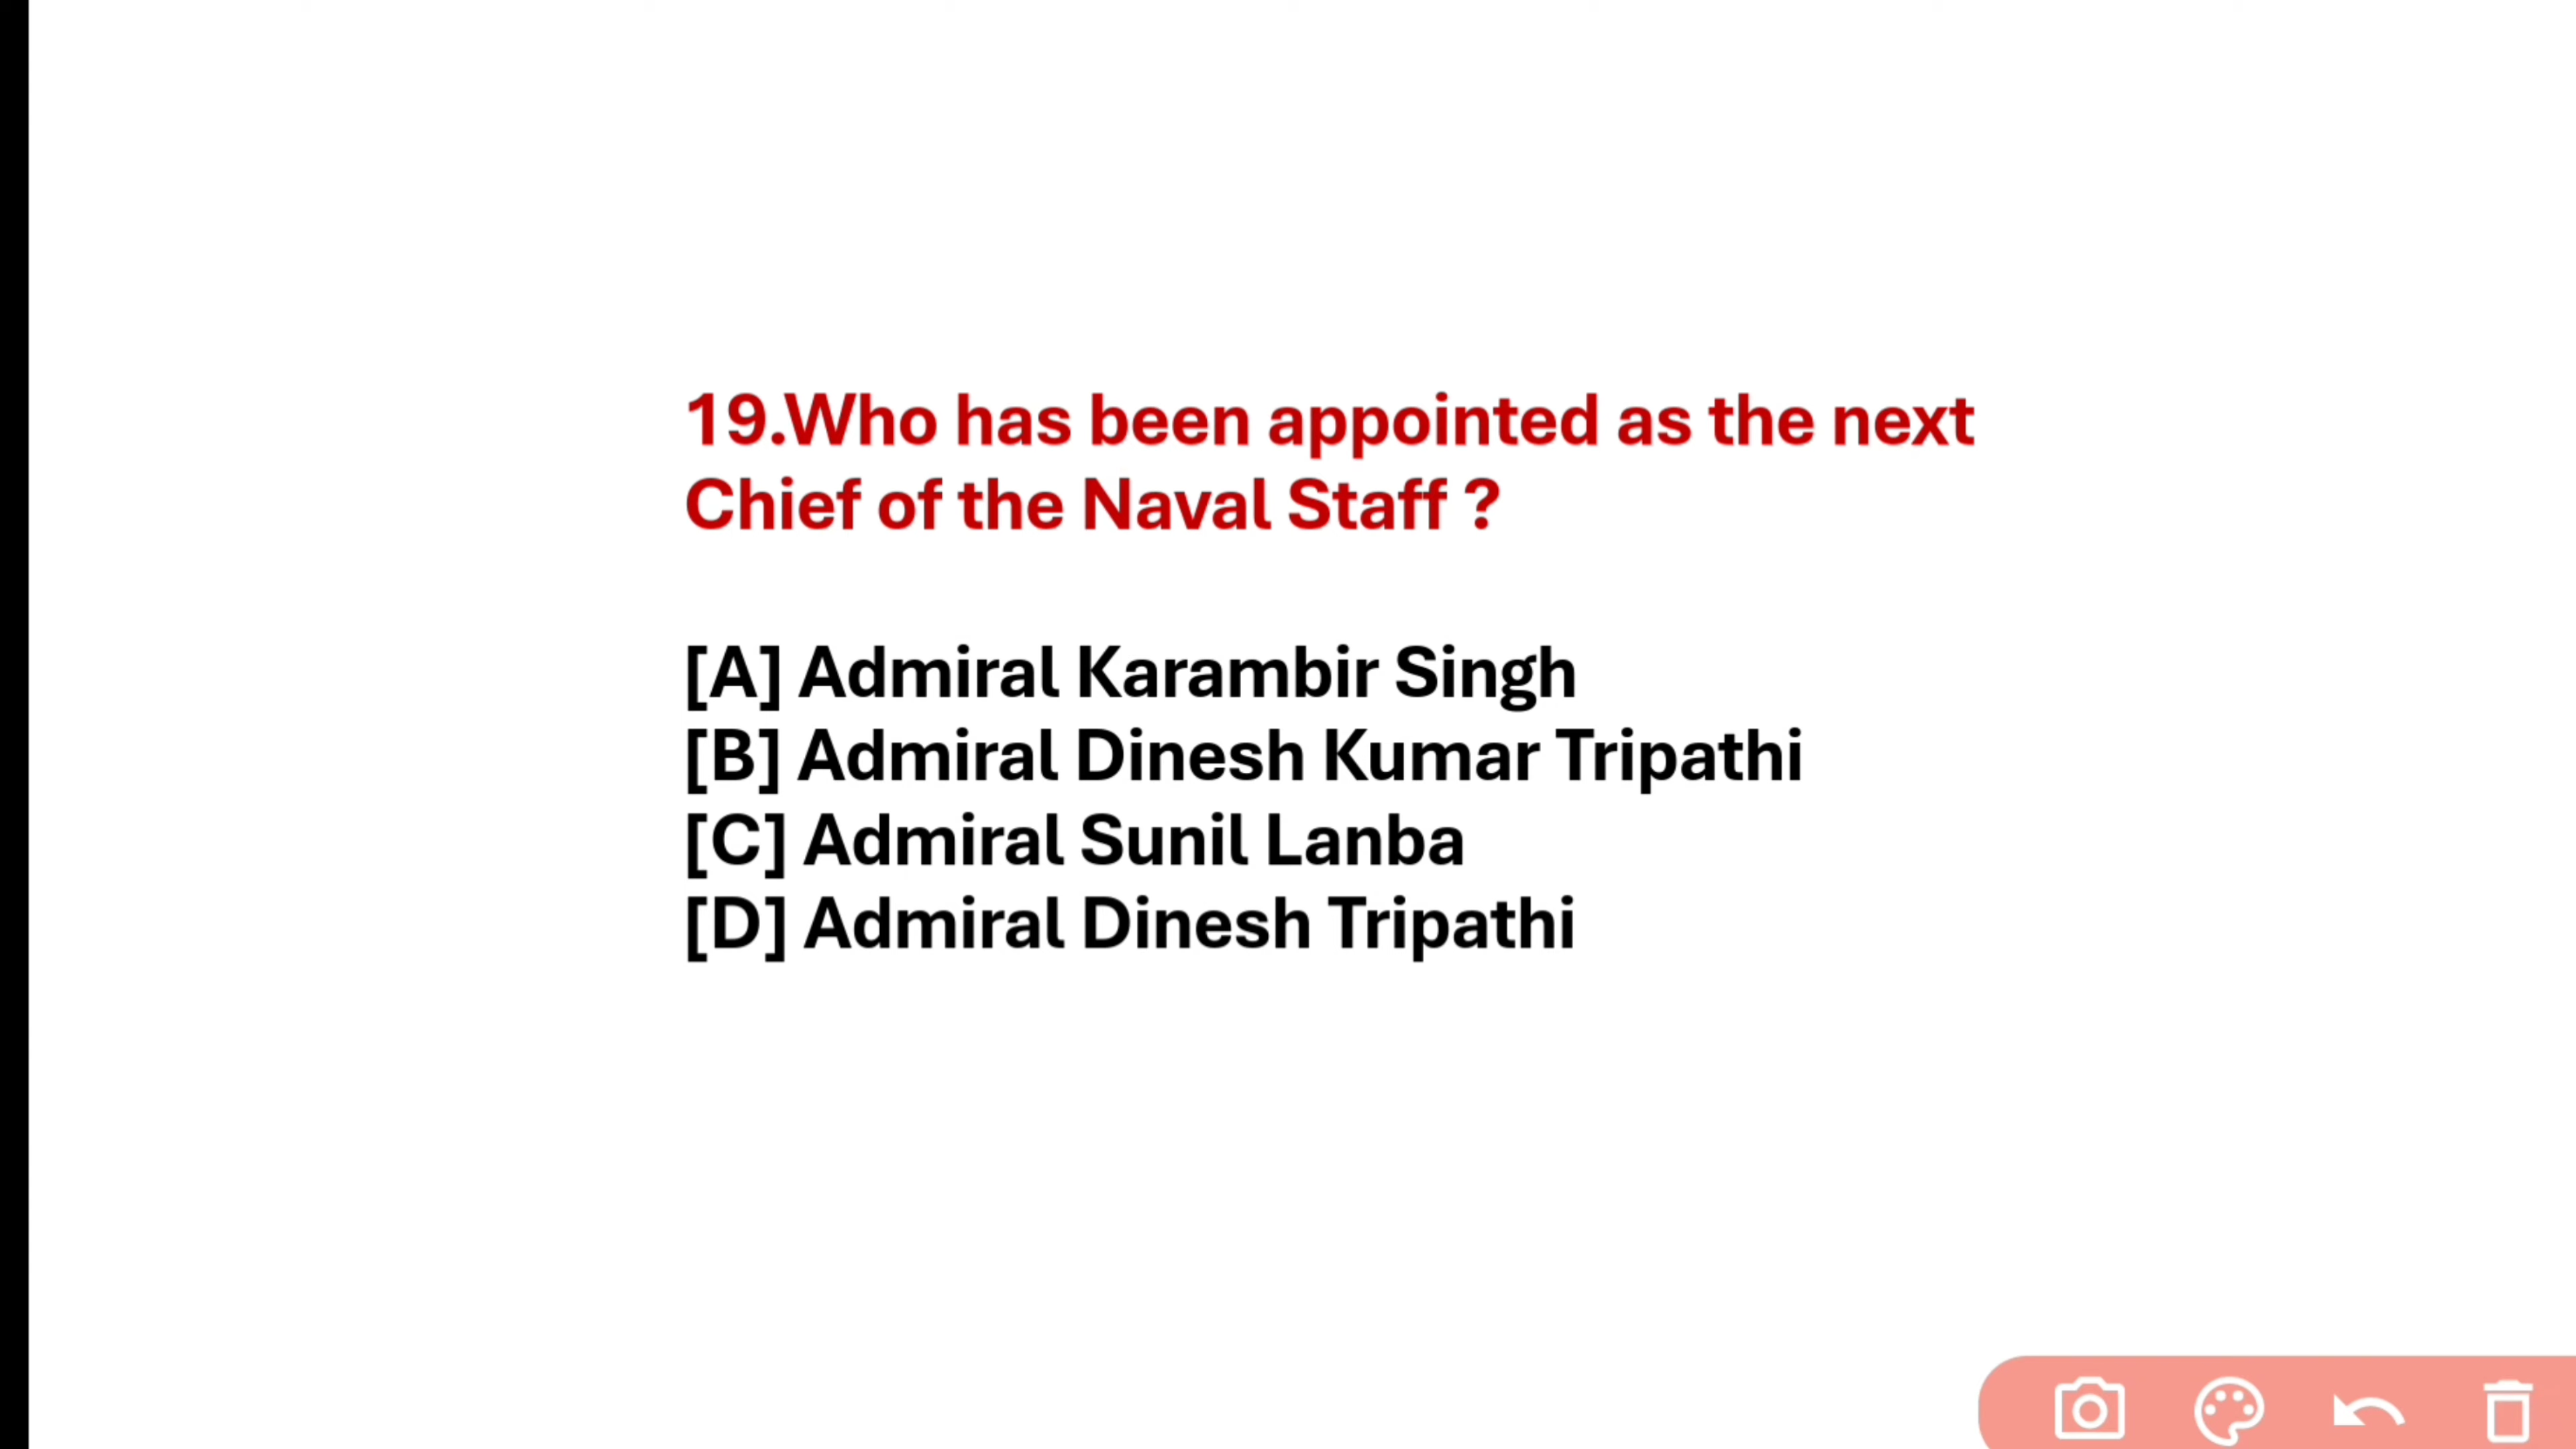 19.Who has been appointed as the next
Chief of the Naval Staff ?
[A] Admiral Karambir Singh
[B] Admiral Dinesh Kumar Tripathi
[C] Admiral Sunil Lanba
[D] Admiral Dinesh Tripathi